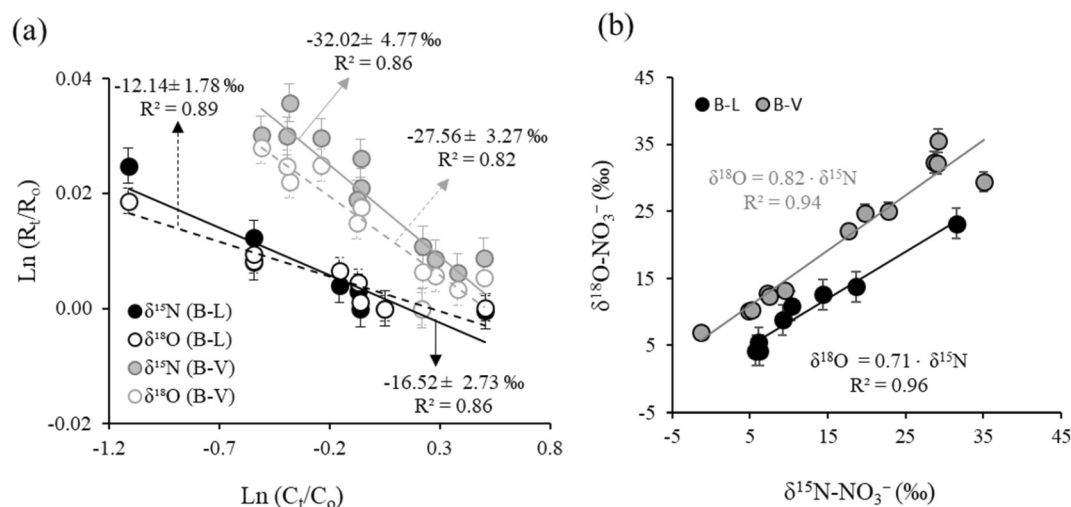 (a)
-32.02± 4.77 ‰
R² = 0.86
-12.14± 1.78 ‰
R² = 0.89
-27.56 ± 3.27 ‰
R² = 0.82
-16.52 ± 2.73 ‰
R² = 0.86
0.04
0.02
0.00
-0.02
Ln (Rt/Ro)
δ¹⁵N (B-L)
δ¹⁸O (B-L)
δ¹⁵N (B-V)
δ¹⁸O (B-V)
-1.2 -0.7 -0.2 0.3 0.8
Ln (Ct/Co)
(b)
45
35
25
15
5
-5
δ¹⁸O-NO₃⁻ (‰)
B-L B-V
δ¹⁸O = 0.82 · δ¹⁵N
R² = 0.94
δ¹⁸O = 0.71 · δ¹⁵N
R² = 0.96
-5 5 15 25 35 45
δ¹⁵N-NO₃⁻ (‰)